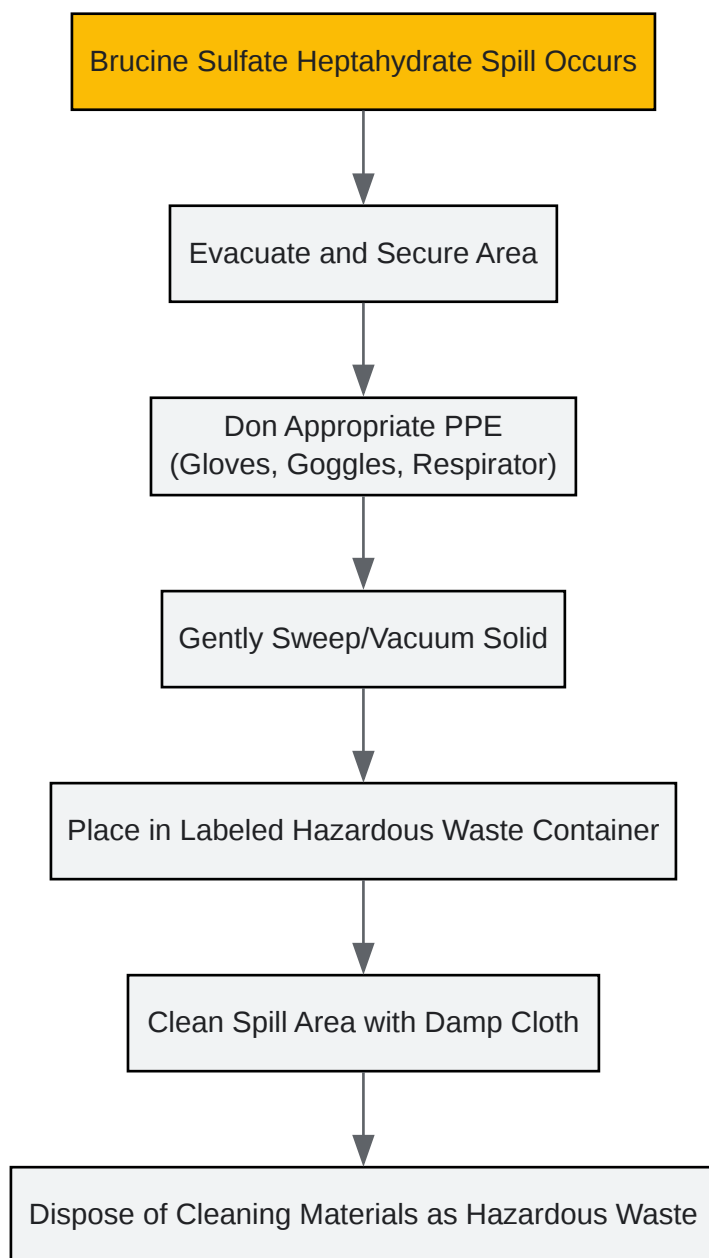 Brucine Sulfate Heptahydrate Spill Occurs
Evacuate and Secure Area
Don Appropriate PPE
(Gloves, Goggles, Respirator)
Gently Sweep/Vacuum Solid
Place in Labeled Hazardous Waste Container
Clean Spill Area with Damp Cloth
Dispose of Cleaning Materials as Hazardous Waste